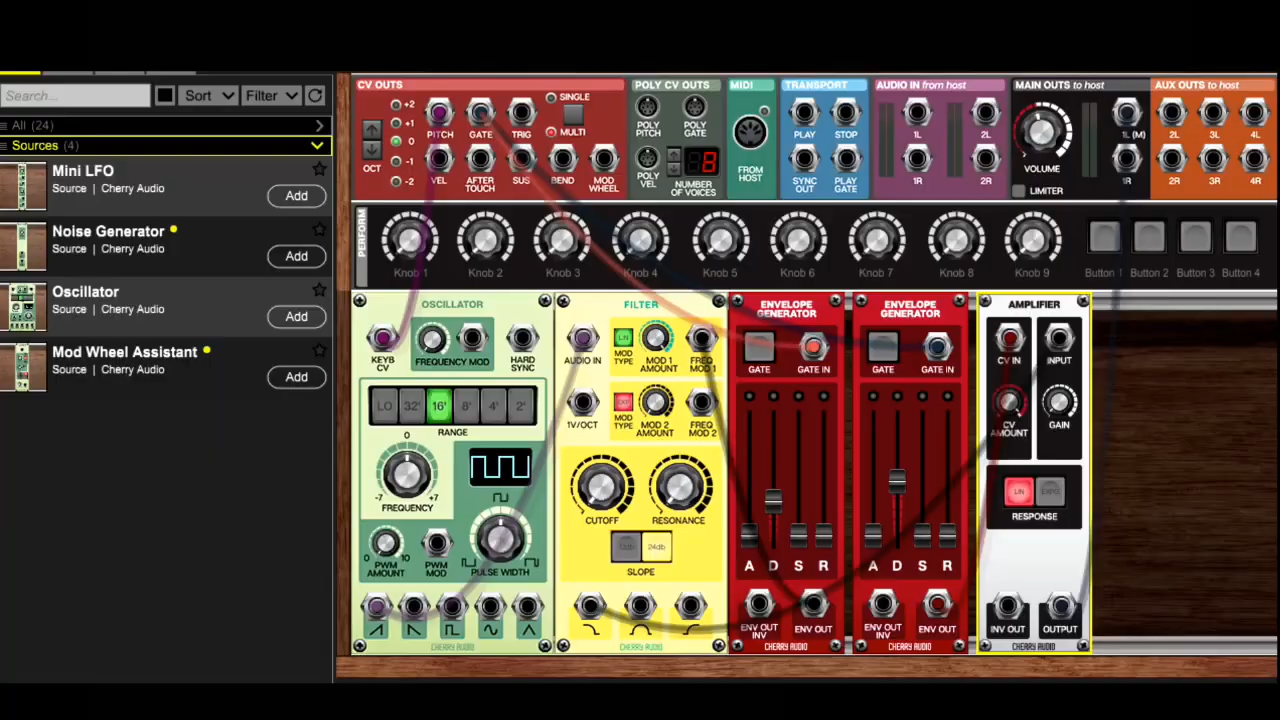 Search...
Sort
Filter
All (24)
Sources (4)
Mini LFO
Source | Cherry Audio
Add
Noise Generator
Source | Cherry Audio
Add
Oscillator
Source | Cherry Audio
Add
Mod Wheel Assistant
Source | Cherry Audio
Add
CV OUTS
OCT
+2
+1
0
-1
-2
PITCH
GATE
TRIG
SINGLE
MULTI
VEL
AFTER
TOUCH
SUS
BEND
MOD
WHEEL
POLY CV OUTS
POLY
PITCH
POLY
GATE
POLY
VEL
8
NUMBER
OF VOICES
MIDI
FROM
HOST
TRANSPORT
PLAY
STOP
SYNC
OUT
PLAY
GATE
AUDIO IN from host
1L
2L
1R
2R
MAIN OUTS to host
VOLUME
LIMITER
1L (M)
1R
AUX OUTS to host
2L
3L
4L
2R
3R
4R
PERFORM
Knob 1
Knob 2
Knob 3
Knob 4
Knob 5
Knob 6
Knob 7
Knob 8
Knob 9
Button 1
Button 2
Button 3
Button 4
OSCILLATOR
KEYB
CV
FREQUENCY MOD
HARD
SYNC
LO
32'
16'
8'
4'
2'
RANGE
0
-7
+7
FREQUENCY
0
10
PWM
AMOUNT
PWM
MOD
PULSE WIDTH
CHERRY AUDIO
FILTER
AUDIO IN
LIN
MOD
TYPE
MOD 1
AMOUNT
FREQ
MOD 1
1V/OCT
MOD
TYPE
MOD 2
AMOUNT
FREQ
MOD 2
CUTOFF
RESONANCE
12db
24db
SLOPE
CHERRY AUDIO
ENVELOPE
GENERATOR
GATE
GATE IN
A
D
S
R
ENV OUT
INV
ENV OUT
CHERRY AUDIO
ENVELOPE
GENERATOR
GATE
GATE IN
A
D
S
R
ENV OUT
INV
ENV OUT
CHERRY AUDIO
AMPLIFIER
CV IN
INPUT
CV
AMOUNT
GAIN
LIN
EXPO
RESPONSE
INV OUT
OUTPUT
CHERRY AUDIO